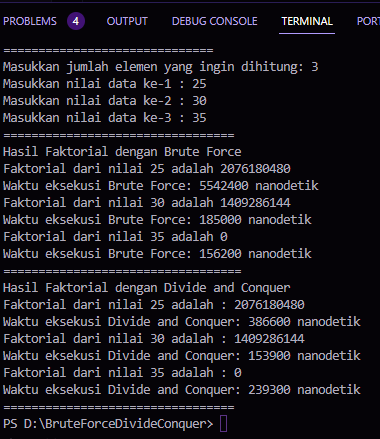 PROBLEMS 4 OUTPUT DEBUG CONSOLE TERMINAL PORT
==============================
Masukkan jumlah elemen yang ingin dihitung: 3
Masukkan nilai data ke-1 : 25
Masukkan nilai data ke-2 : 30
Masukkan nilai data ke-3 : 35
=================================
Hasil Faktorial dengan Brute Force
Faktorial dari nilai 25 adalah 2076180480
Waktu eksekusi Brute Force: 5542400 nanodetik
Faktorial dari nilai 30 adalah 1409286144
Waktu eksekusi Brute Force: 185000 nanodetik
Faktorial dari nilai 35 adalah 0
Waktu eksekusi Brute Force: 156200 nanodetik
==================================
Hasil Faktorial dengan Divide and Conquer
Faktorial dari nilai 25 adalah : 2076180480
Waktu eksekusi Divide and Conquer: 386600 nanodetik
Faktorial dari nilai 30 adalah : 1409286144
Waktu eksekusi Divide and Conquer: 153900 nanodetik
Faktorial dari nilai 35 adalah : 0
Waktu eksekusi Divide and Conquer: 239300 nanodetik
=================================
PS D:\BruteForceDivideConquer>